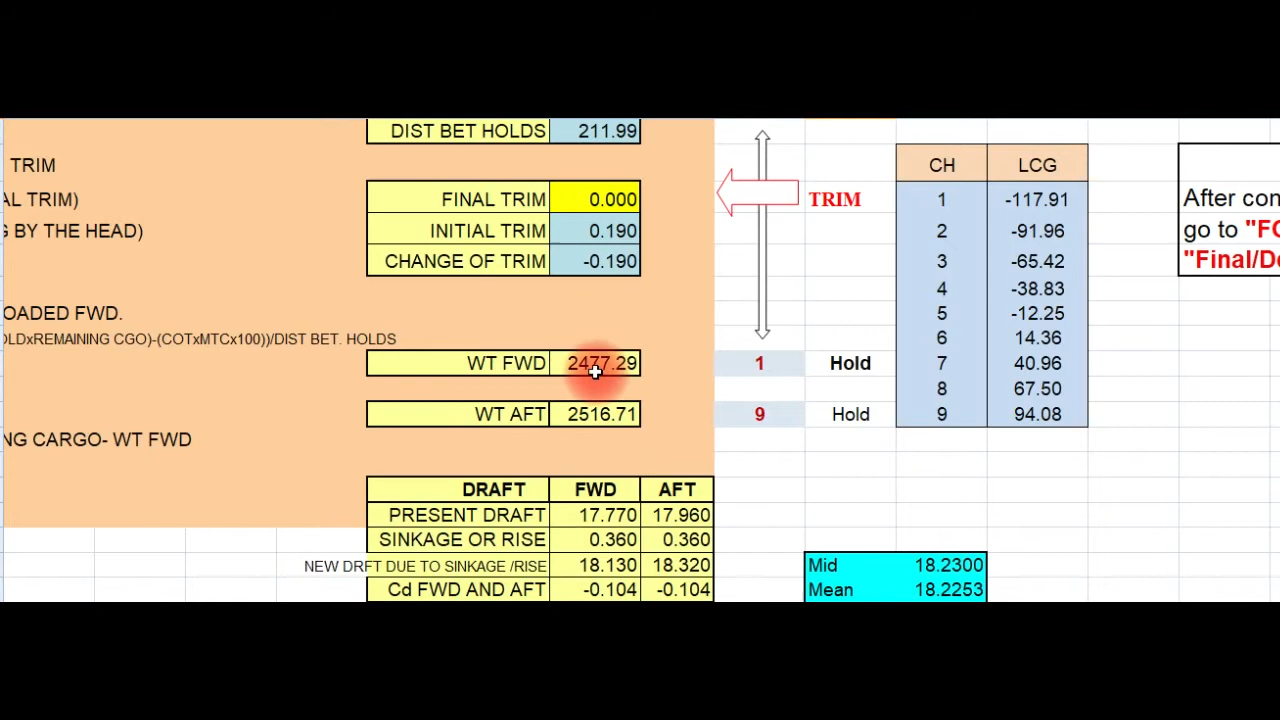 DIST BET HOLDS 211.99
TRIM
AL TRIM) FINAL TRIM 0.000 TRIM
BY THE HEAD) INITIAL TRIM 0.190
CHANGE OF TRIM -0.190
OADED FWD.
OLDxREMAINING CGO)-(COTxMTCx100))/DIST BET. HOLDS
WT FWD 2477.29 1 Hold
WT AFT 2516.71 9 Hold
NG CARGO- WT FWD
DRAFT FWD AFT
PRESENT DRAFT 17.770 17.960
SINKAGE OR RISE 0.360 0.360
NEW DRFT DUE TO SINKAGE /RISE 18.130 18.320
Cd FWD AND AFT -0.104 -0.104
CH LCG
1 -117.91
2 -91.96
3 -65.42
4 -38.83
5 -12.25
6 14.36
7 40.96
8 67.50
9 94.08
Mid 18.2300
Mean 18.2253
After con
go to "FO
"Final/De